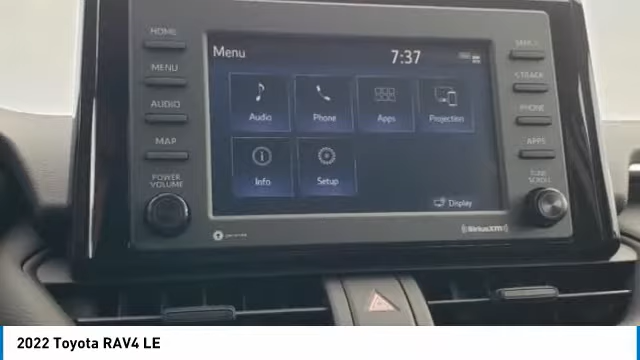 HOME
MENU
AUDIO
MAP
POWER
VOLUME
Menu
7:37
Audio
Phone
Apps
Projection
Info
Setup
Display
TRACK
PHONE
APPS
TUNE
SCROLL
SiriusXM
2022 Toyota RAV4 LE